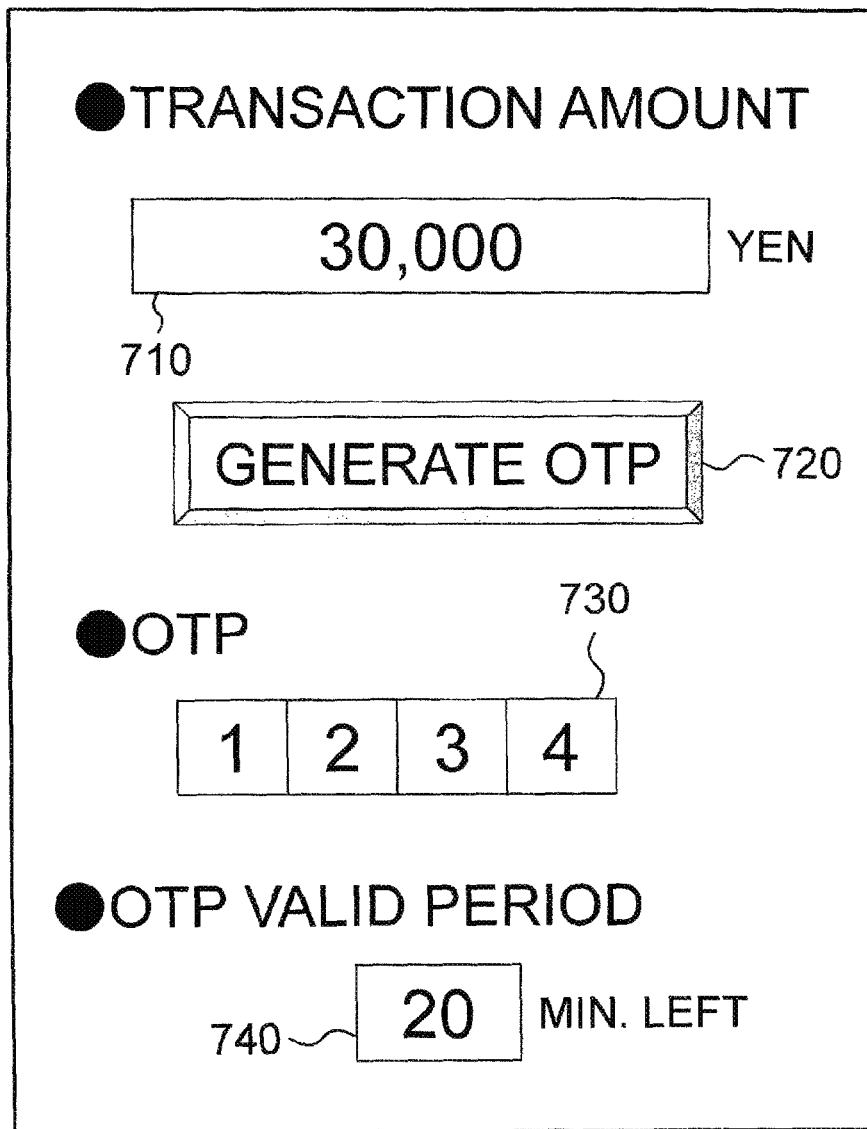 ●TRANSACTION AMOUNT
30,000 YEN
710
GENERATE OTP 720
730
●OTP
1 2 3 4
●OTP VALID PERIOD
20 MIN. LEFT
740